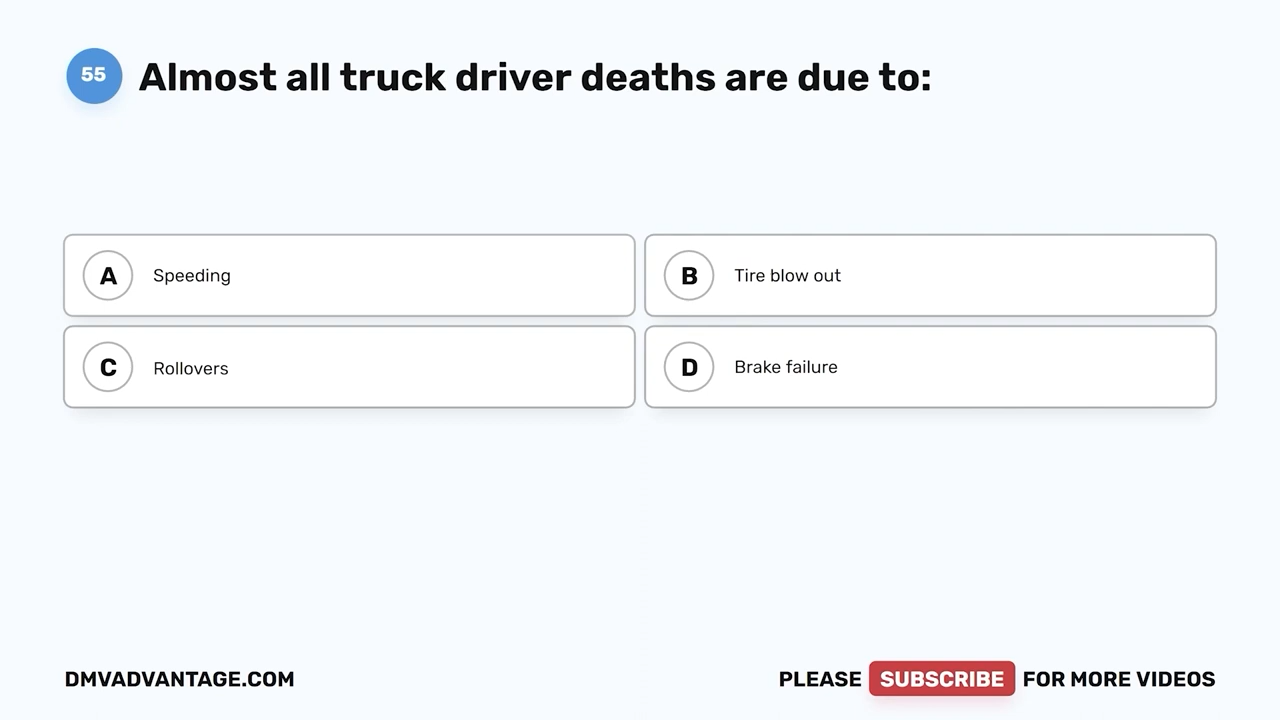 55 Almost all truck driver deaths are due to:
A Speeding
B Tire blow out
C Rollovers
D Brake failure
DMVADVANTAGE.COM
PLEASE SUBSCRIBE FOR MORE VIDEOS